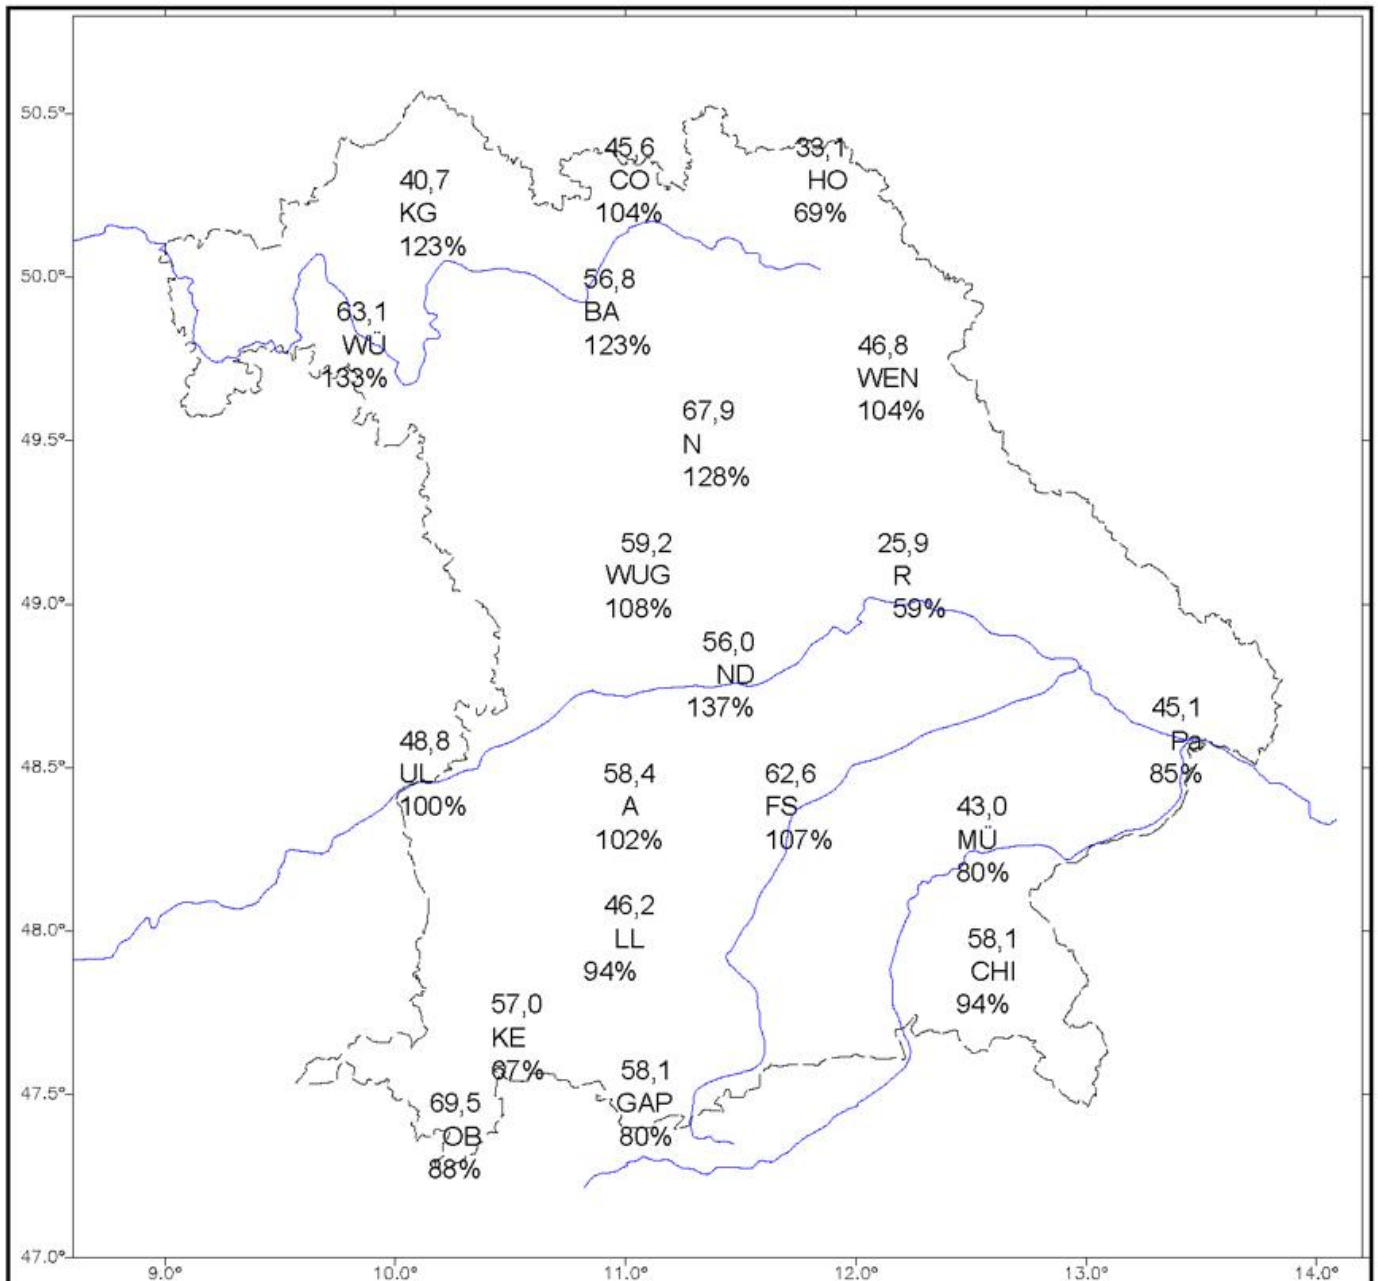 50.5°
45,6
CO
104%
33,1
HO
69%
40,7
KG
123%
50.0°
56,8
BA
123%
63,1
WÜ
133%
46,8
WEN
104%
49.5°
67,9
N
128%
59,2
WUG
108%
25,9
R
59%
49.0°
56,0
ND
137%
45,1
Pa
85%
48,8
UL
100%
48.5°
58,4
A
102%
62,6
FS
107%
43,0
MÜ
80%
46,2
LL
94%
48.0°
58,1
CHI
94%
57,0
KE
67%
47.5°
58,1
GAP
80%
69,5
OB
88%
47.0°
9.0° 10.0° 11.0° 12.0° 13.0° 14.0°